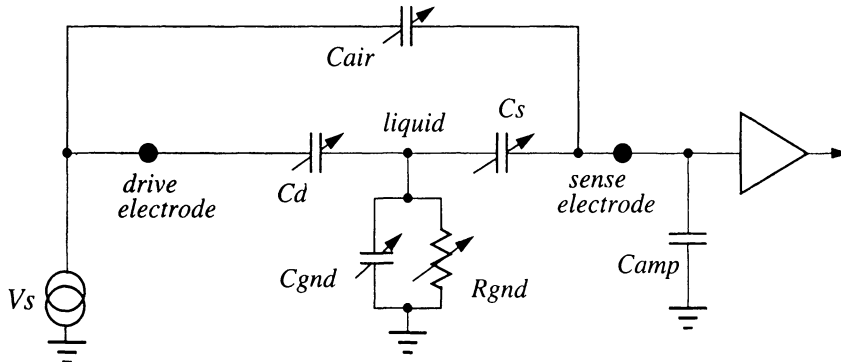 Cair
liquid
Cs
drive
electrode
Cd
sense
electrode
Cgnd
Rgnd
Camp
Vs